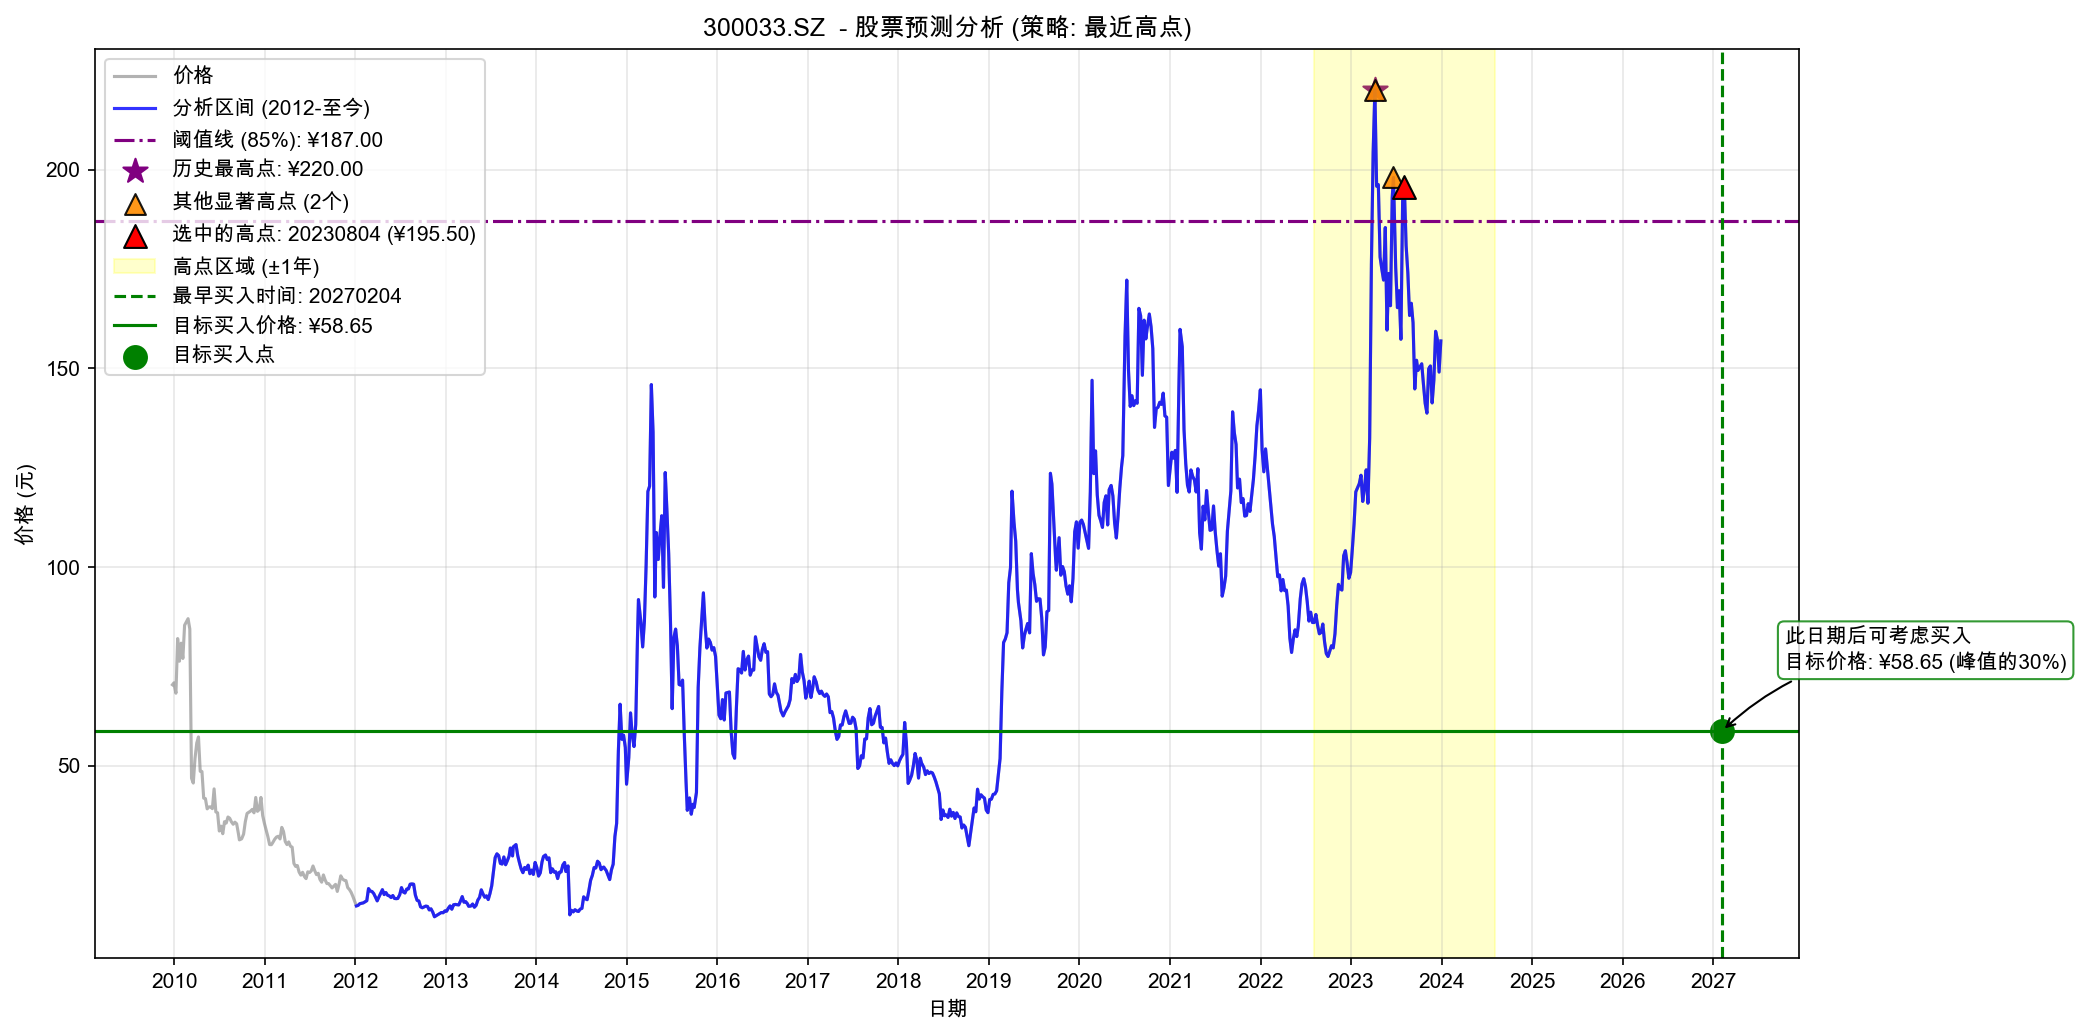 300033.SZ - 股票预测分析 (策略: 最近高点)
价格
分析区间 (2012-至今)
阈值线 (85%): ¥187.00
历史最高点: ¥220.00
其他显著高点 (2个)
选中的高点: 20230804 (¥195.50)
高点区域 (±1年)
最早买入时间: 20270204
目标买入价格: ¥58.65
目标买入点
200
150
100
50
价格 (元)
此日期后可考虑买入
目标价格: ¥58.65 (峰值的30%)
2010 2011 2012 2013 2014 2015 2016 2017 2018 2019 2020 2021 2022 2023 2024 2025 2026 2027
日期